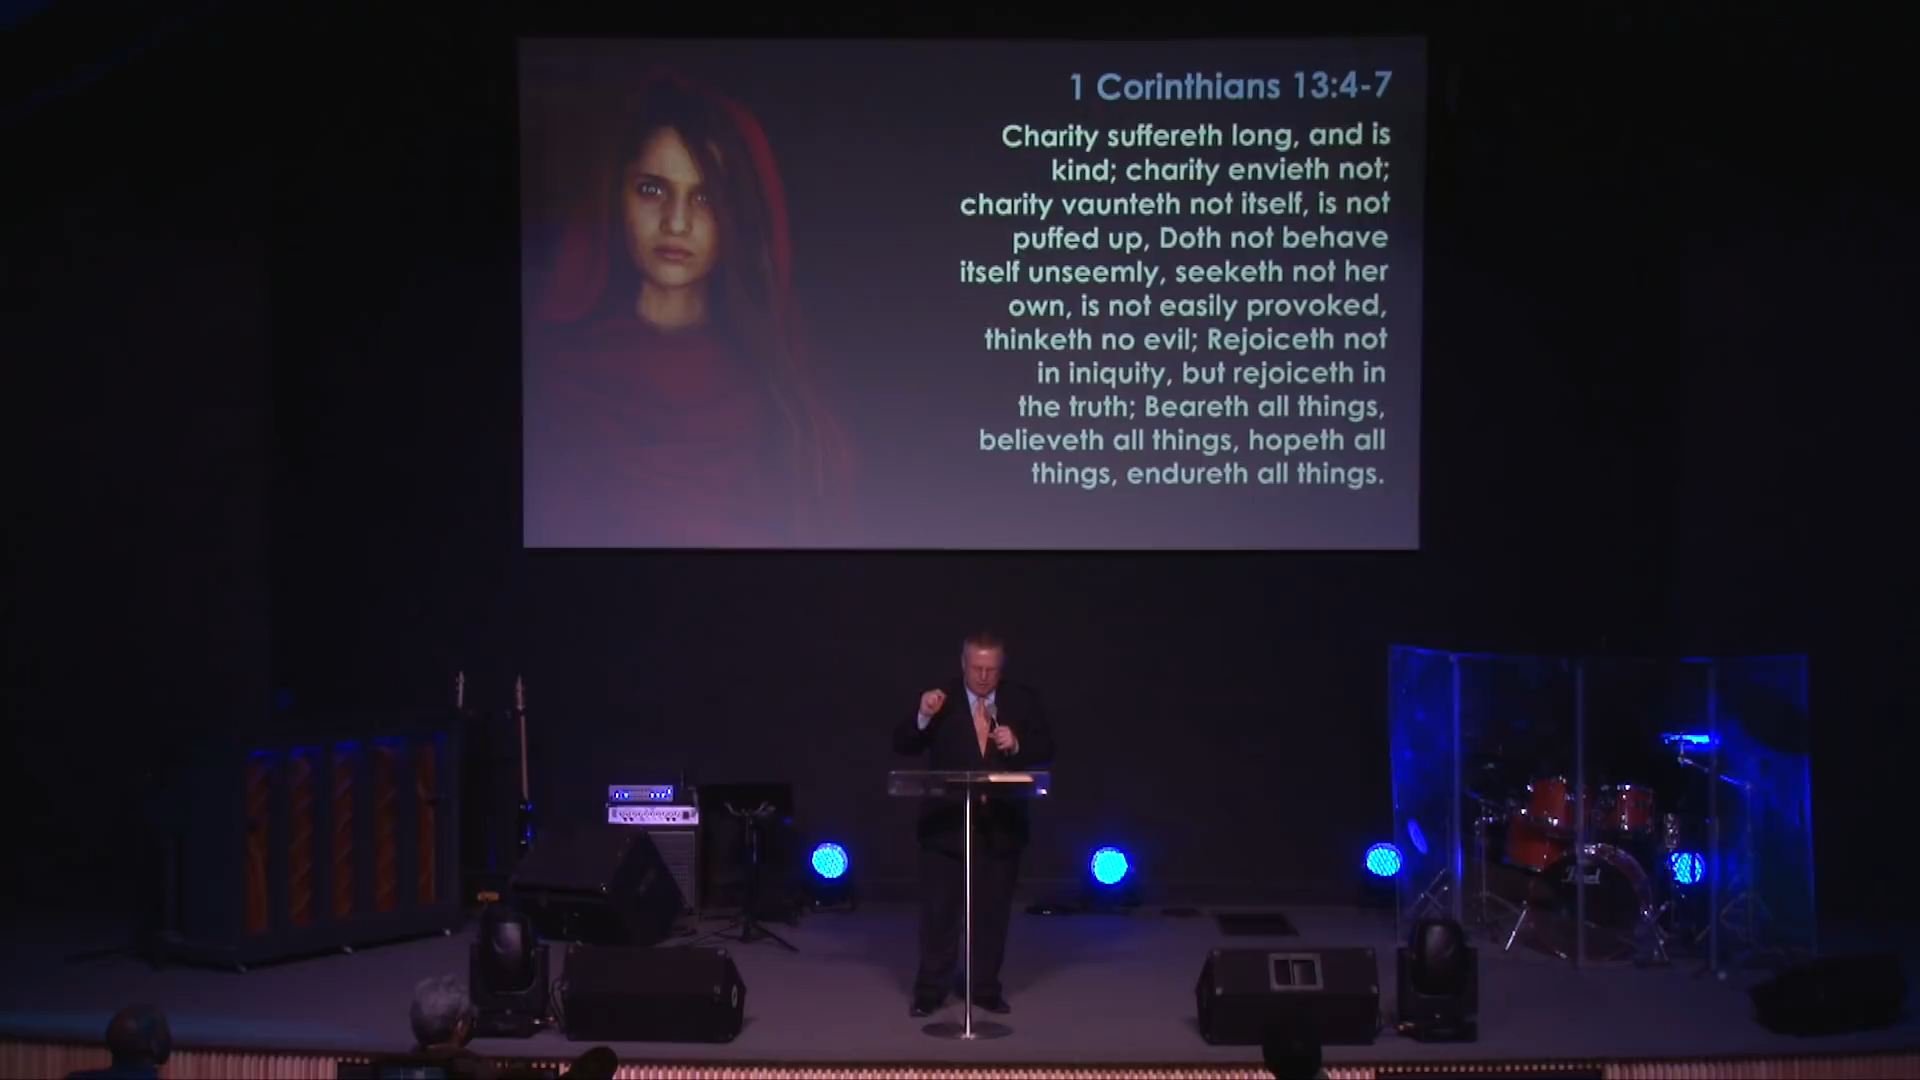 1 Corinthians 13:4-7
Charity suffereth long, and is
kind; charity envieth not;
charity vaunteth not itself, is not
puffed up, Doth not behave
itself unseemly, seeketh not her
own, is not easily provoked,
thinketh no evil; Rejoiceth not
in iniquity, but rejoiceth in
the truth; Beareth all things,
believeth all things, hopeth all
things, endureth all things.
Pearl